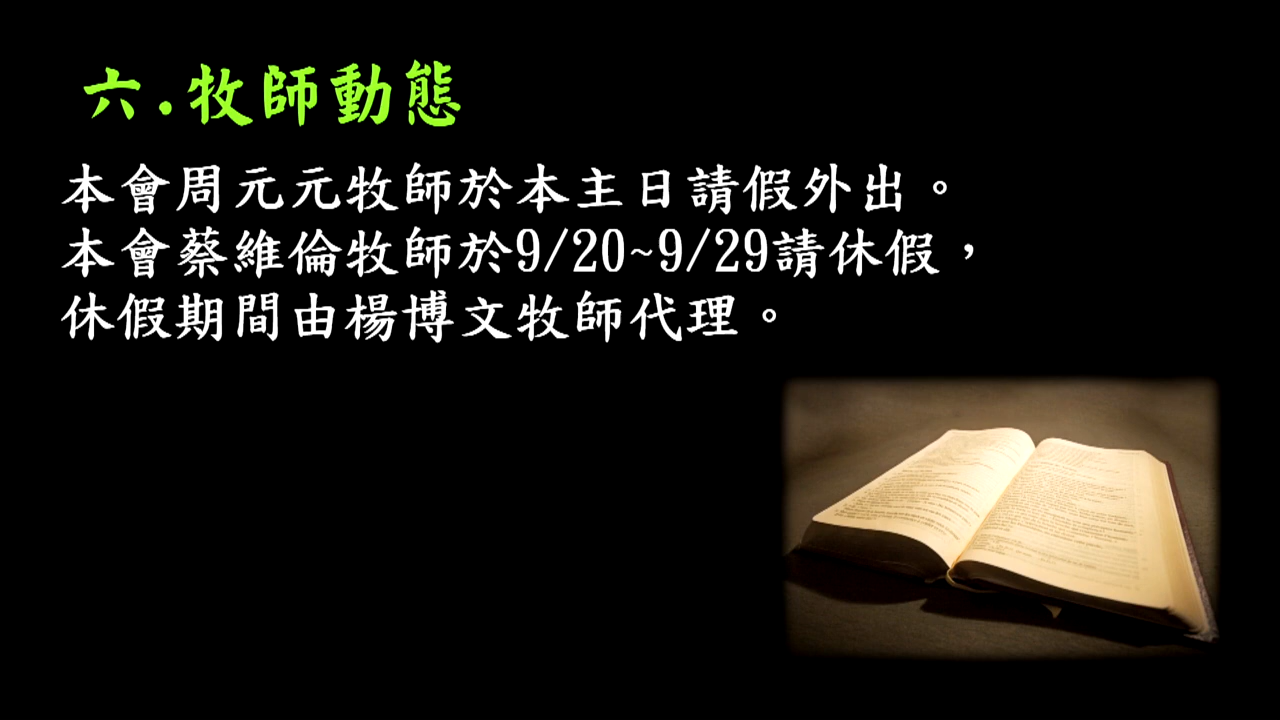 六.牧師動態
本會周元元牧師於本主日請假外出。
本會蔡維倫牧師於9/20~9/29請休假，
休假期間由楊博文牧師代理。